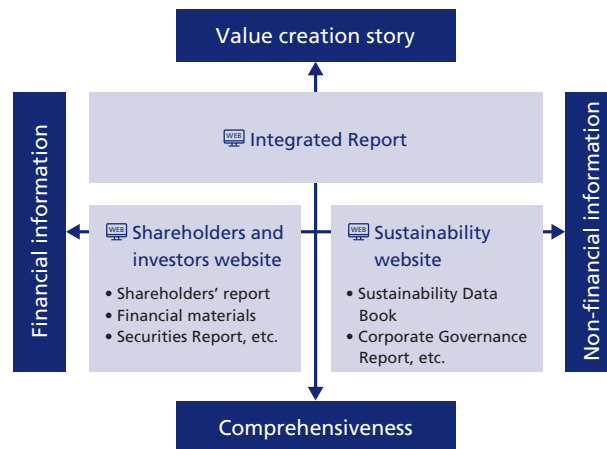 Value creation story
Financial information
WEB Integrated Report
Non-financial information
WEB Shareholders and
investors website
• Shareholders’ report
• Financial materials
• Securities Report, etc.
WEB Sustainability
website
• Sustainability Data
Book
• Corporate Governance
Report, etc.
Comprehensiveness